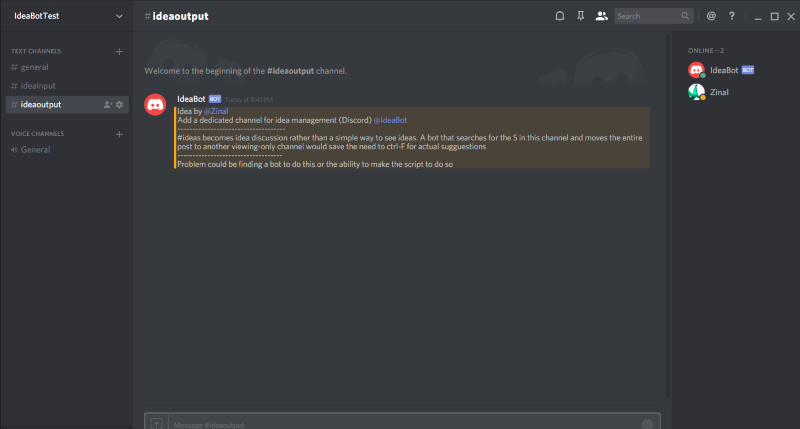 IdeaBotTest
#ideaoutput
Search
@
?
TEXT CHANNELS
+
# general
# ideainput
# ideaoutput
VOICE CHANNELS
+
General
Welcome to the beginning of the #ideaoutput channel.
IdeaBot BOT Today at 8:41 PM
Idea by @Zinal
Add a dedicated channel for idea management (Discord) @IdeaBot
------------------------------------
#ideas becomes idea discussion rather than a simple way to see ideas. A bot that searches for the S in this channel and moves the entire
post to another viewing-only channel would save the need to ctrl-F for actual sugguestions
-----------------------------------
Problem could be finding a bot to do this or the ability to make the script to do so
Message #ideaoutput
ONLINE—2
IdeaBot BOT
Zinal